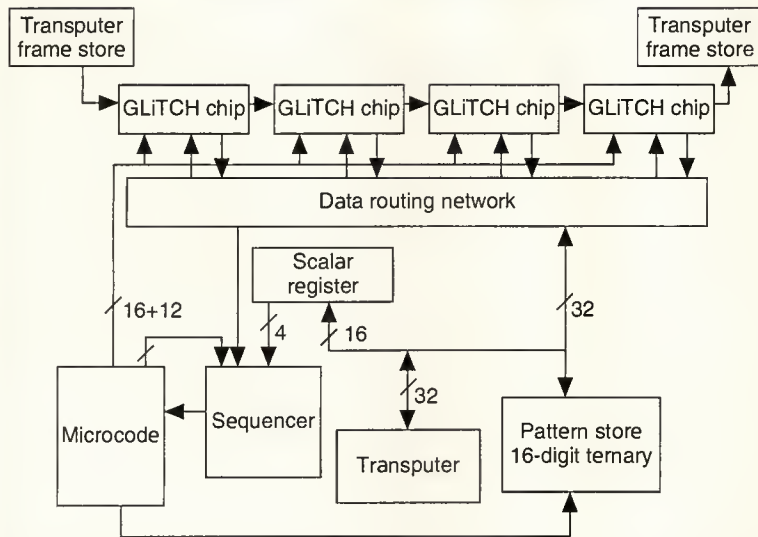 Transputer
frame store
Transputer
frame store
GLiTCH chip
GLiTCH chip
GLiTCH chip
GLiTCH chip
Data routing network
Scalar
register
16+12
4
16
32
32
Microcode
Sequencer
Transputer
Pattern store
16-digit ternary